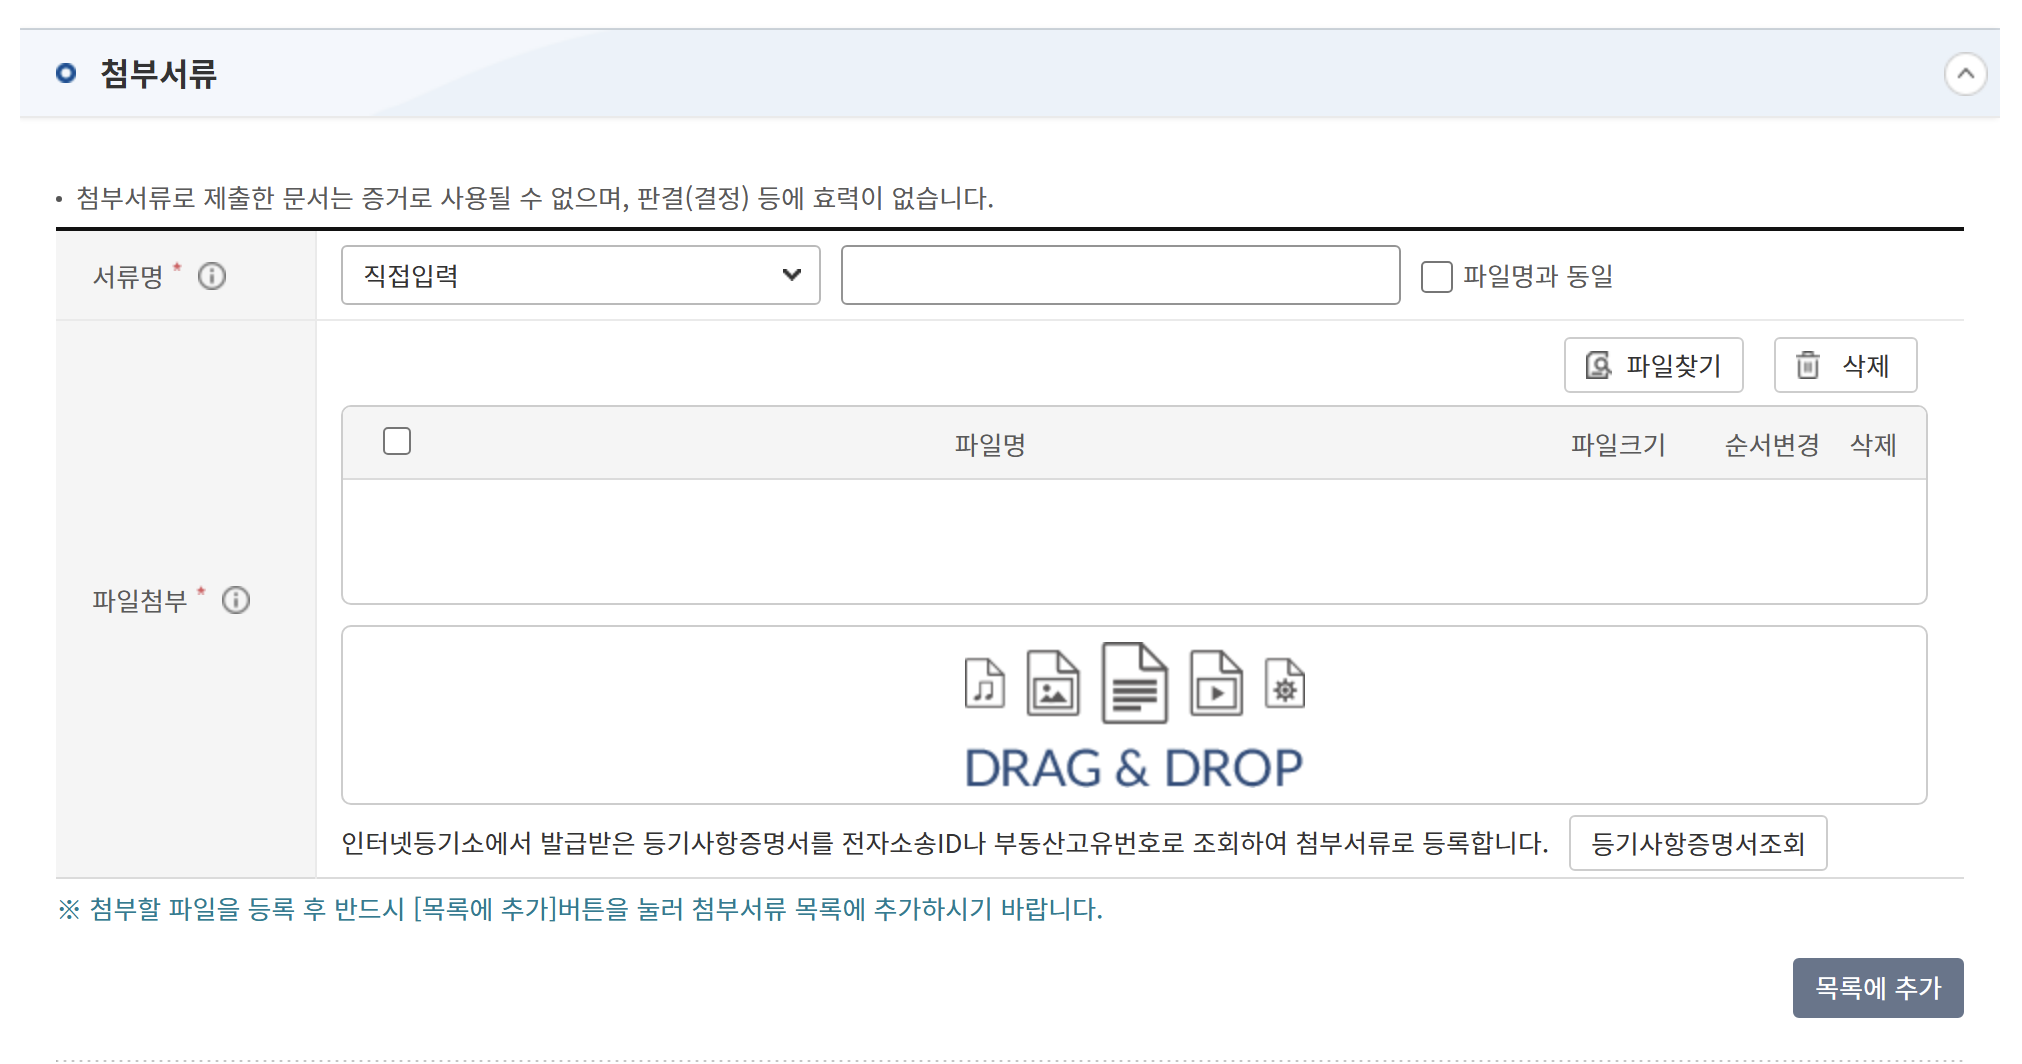 첨부서류
• 첨부서류로 제출한 문서는 증거로 사용될 수 없으며, 판결(결정) 등에 효력이 없습니다.
서류명 * 직접입력 파일명과 동일
파일찾기 삭제
파일명 파일크기 순서변경 삭제
파일첨부 *
DRAG & DROP
인터넷등기소에서 발급받은 등기사항증명서를 전자소송ID나 부동산고유번호로 조회하여 첨부서류로 등록합니다. 등기사항증명서조회
※ 첨부할 파일을 등록 후 반드시 [목록에 추가]버튼을 눌러 첨부서류 목록에 추가하시기 바랍니다.
목록에 추가